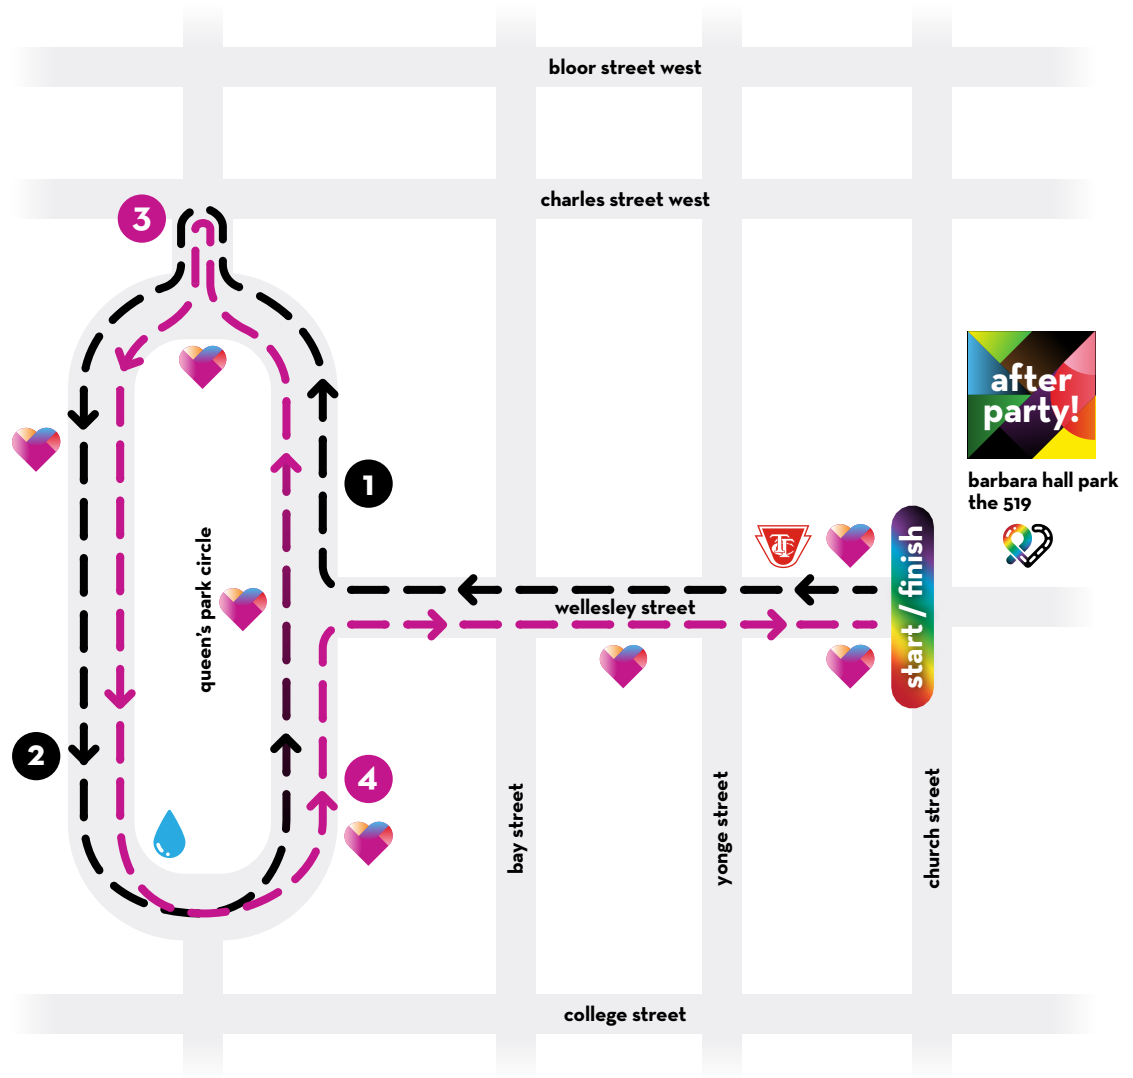 bloor street west
charles street west
3
after
party!
barbara hall park
the 519
1
TTC
start / finish
queen's park circle
wellesley street
2
4
bay street
yonge street
church street
college street